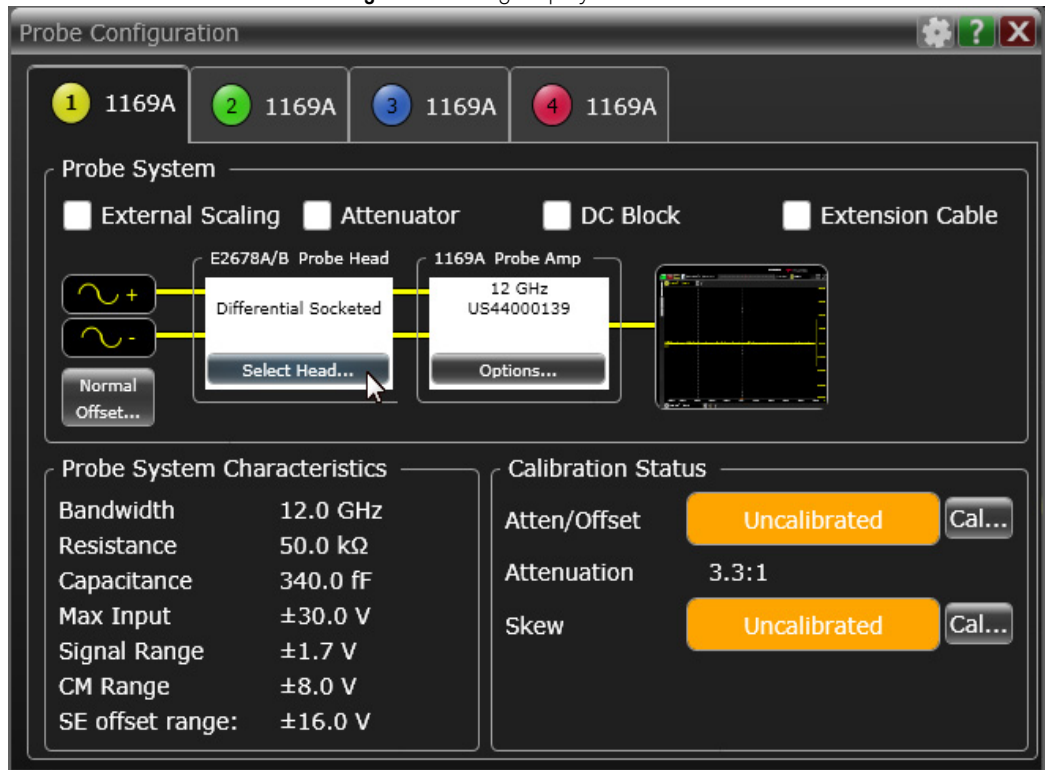 Probe Configuration ?
1 1169A 2 1169A 3 1169A 4 1169A
Probe System
External Scaling Attenuator DC Block Extension Cable
E2678A/B Probe Head 1169A Probe Amp
+ Differential Socketed 12 GHz
US44000139
-
Select Head... Options...
Normal
Offset...
Probe System Characteristics Calibration Status
Bandwidth 12.0 GHz
Atten/Offset Uncalibrated Cal...
Resistance 50.0 kΩ
Capacitance 340.0 fF Attenuation 3.3:1
Max Input ±30.0 V
Skew Uncalibrated Cal...
Signal Range ±1.7 V
CM Range ±8.0 V
SE offset range: ±16.0 V